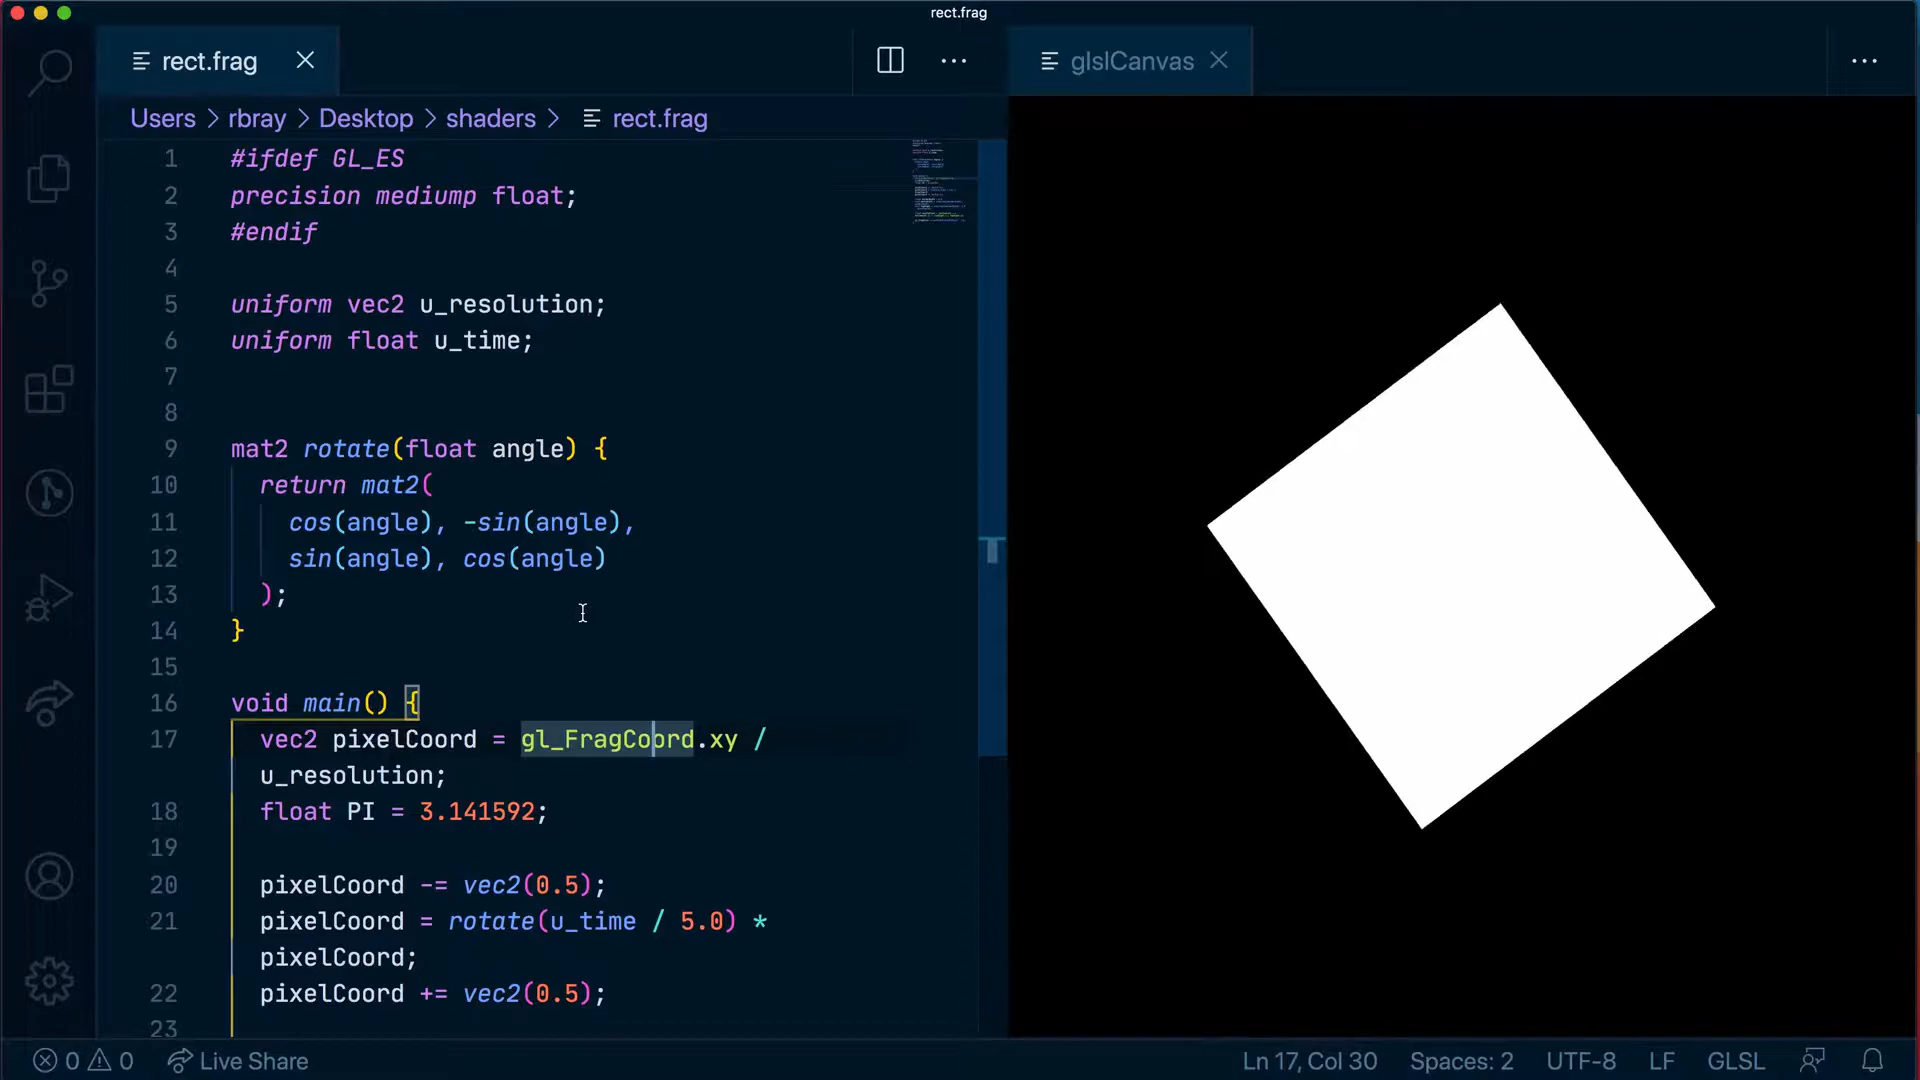 rect.frag
rect.frag
glslCanvas
Users > rbray > Desktop > shaders > rect.frag
1 #ifdef GL_ES
2 precision mediump float;
3 #endif
4
5 uniform vec2 u_resolution;
6 uniform float u_time;
7
8
9 mat2 rotate(float angle) {
10 return mat2(
11 cos(angle), -sin(angle),
12 sin(angle), cos(angle)
13 );
14 }
15
16 void main() {
17 vec2 pixelCoord = gl_FragCoord.xy /
u_resolution;
18 float PI = 3.141592;
19
20 pixelCoord -= vec2(0.5);
21 pixelCoord = rotate(u_time / 5.0) *
pixelCoord;
22 pixelCoord += vec2(0.5);
23
0 0 Live Share Ln 17, Col 30 Spaces: 2 UTF-8 LF GLSL